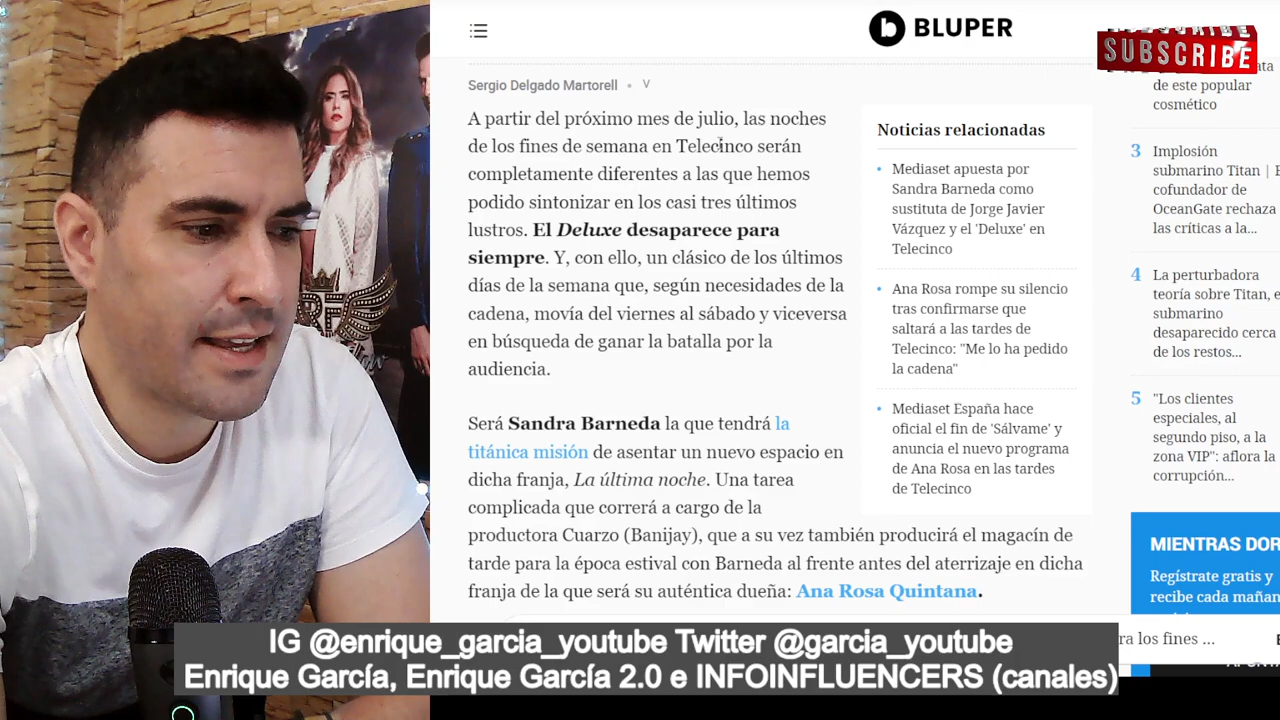 BLUPER
SUBSCRIBE
Sergio Delgado Martorell
A partir del próximo mes de julio, las noches
de los fines de semana en Telecinco serán
completamente diferentes a las que hemos
podido sintonizar en los casi tres últimos
lustros. El Deluxe desaparece para
siempre. Y, con ello, un clásico de los últimos
días de la semana que, según necesidades de la
cadena, movía del viernes al sábado y viceversa
en búsqueda de ganar la batalla por la
audiencia.
Será Sandra Barneda la que tendrá la
titánica misión de asentar un nuevo espacio en
dicha franja, La última noche. Una tarea
complicada que correrá a cargo de la
productora Cuarzo (Banijay), que a su vez también producirá el magacín de
tarde para la época estival con Barneda al frente antes del aterrizaje en dicha
franja de la que será su auténtica dueña: Ana Rosa Quintana.
Noticias relacionadas
Mediaset apuesta por
Sandra Barneda como
sustituta de Jorge Javier
Vázquez y el 'Deluxe' en
Telecinco
Ana Rosa rompe su silencio
tras confirmarse que
saltará a las tardes de
Telecinco: "Me lo ha pedido
la cadena"
Mediaset España hace
oficial el fin de 'Sálvame' y
anuncia el nuevo programa
de Ana Rosa en las tardes
de Telecinco
de este popular
cosmético
3 Implosión
submarino Titan |
cofundador de
OceanGate rechaza
las críticas a la...
4 La perturbadora
teoría sobre Titan, e
submarino
desaparecido cerca
de los restos...
5 "Los clientes
especiales, al
segundo piso, a la
zona VIP": aflora la
corrupción...
MIENTRAS DOR
Regístrate gratis y
recibe cada mañan
ra los fines ...
IG @enrique_garcia_youtube Twitter @garcia_youtube
Enrique García, Enrique García 2.0 e INFOINFLUENCERS (canales)